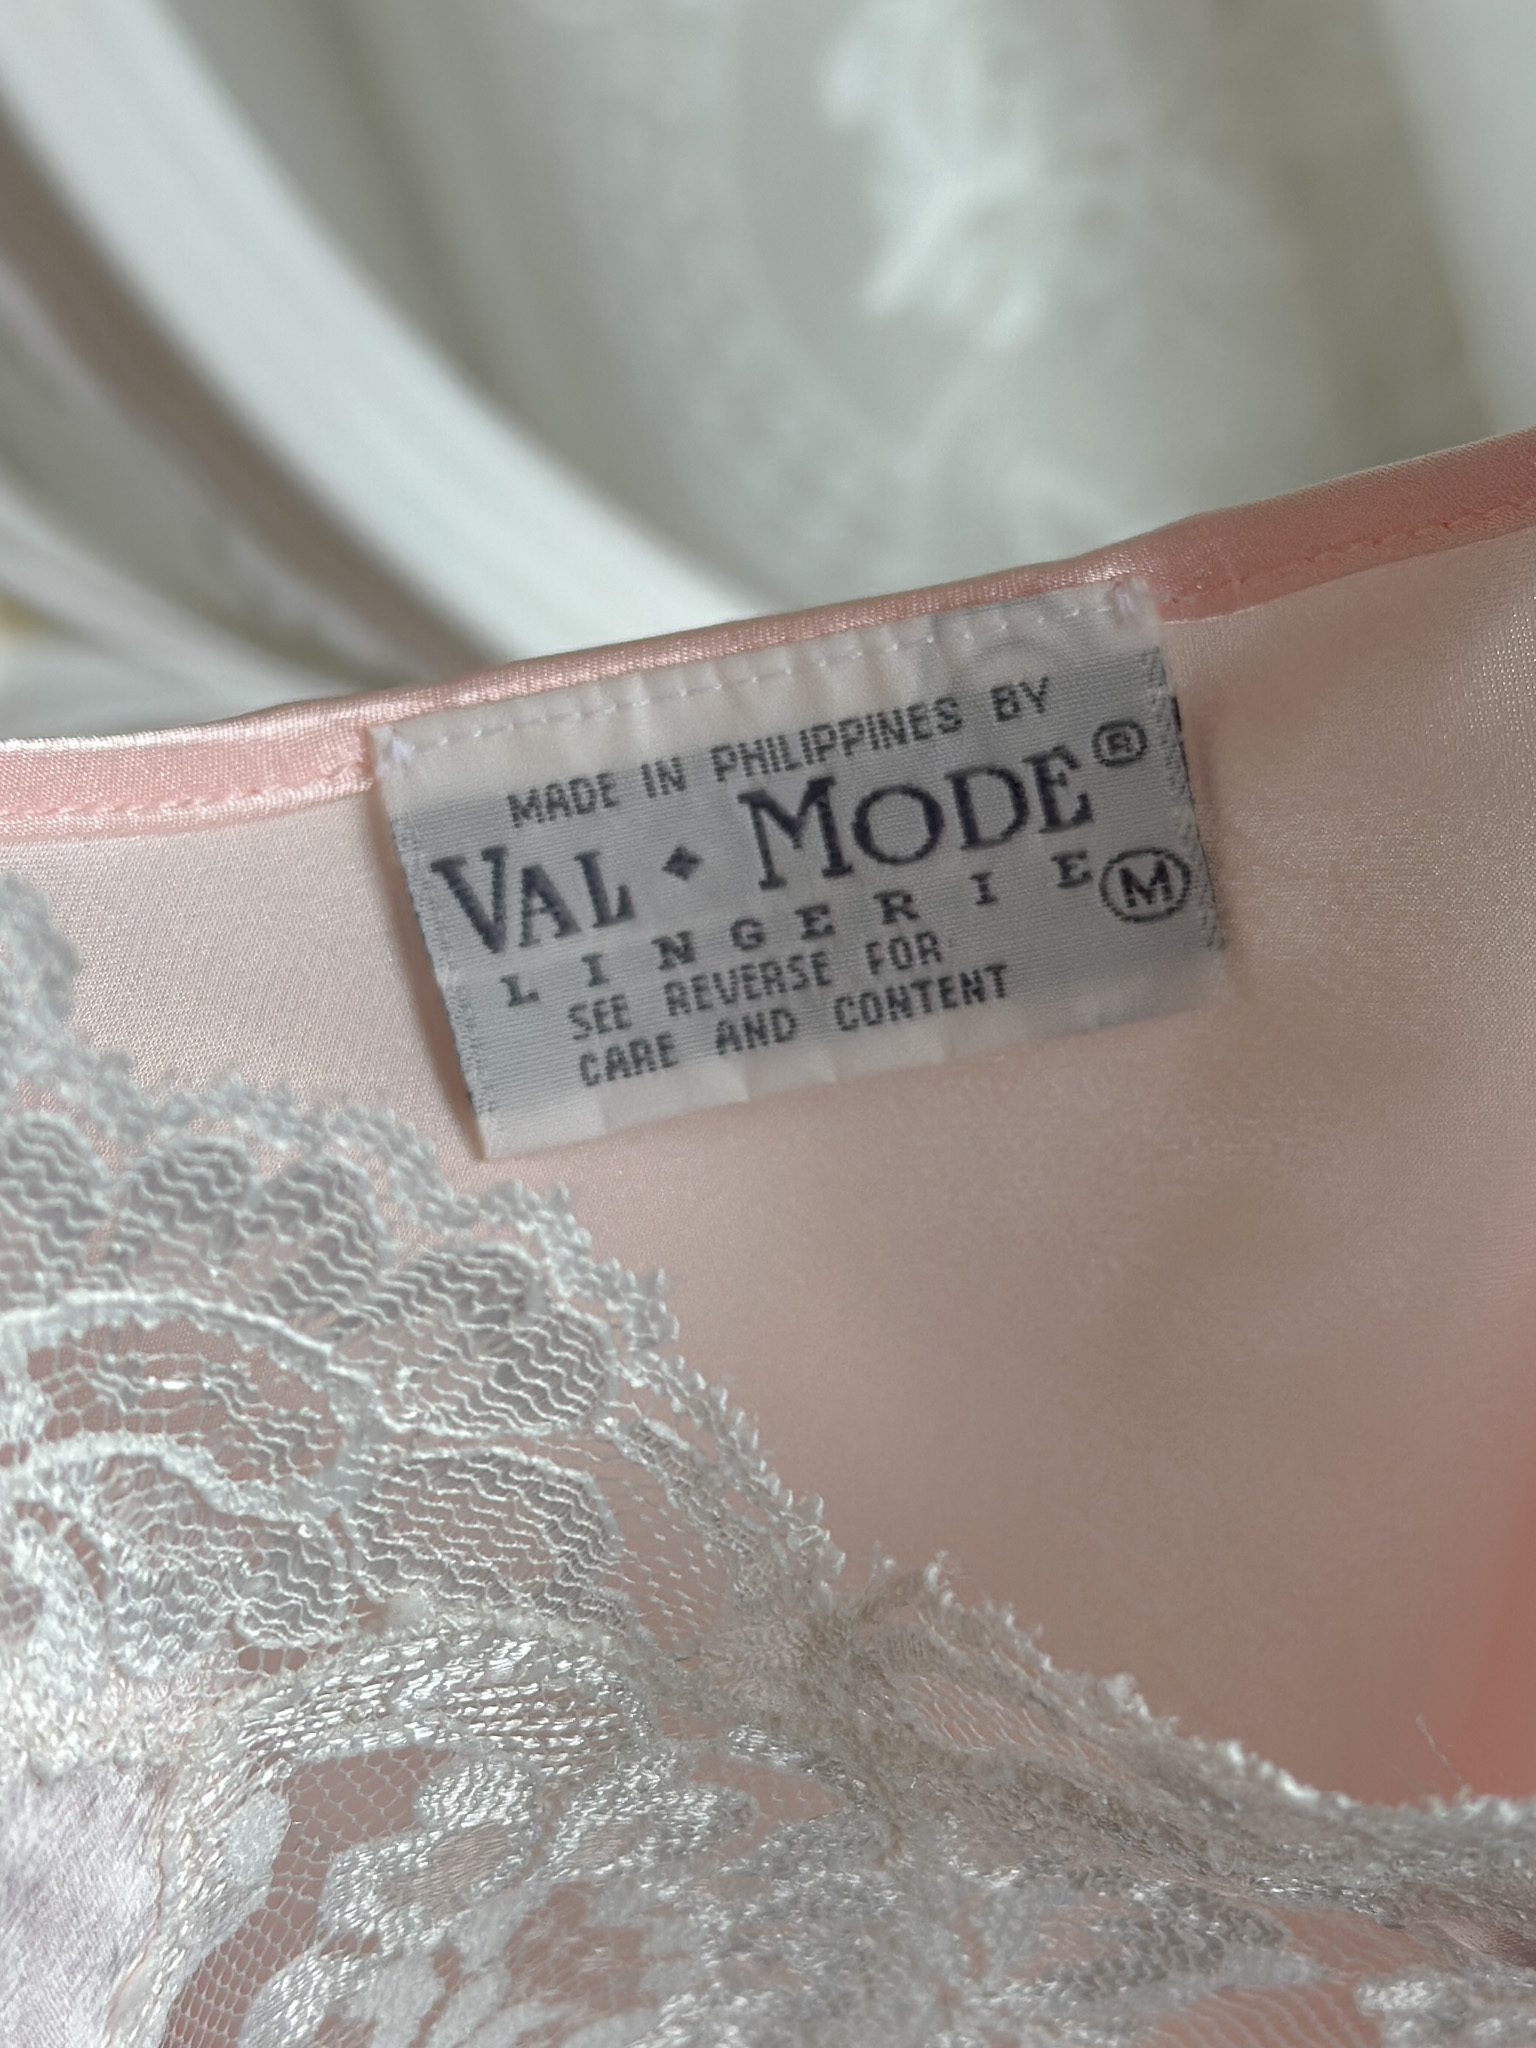 MADE IN PHILIPPINES BY
VAL ◆ MODE®
LINGERIE Ⓜ
SEE REVERSE FOR
CARE AND CONTENT